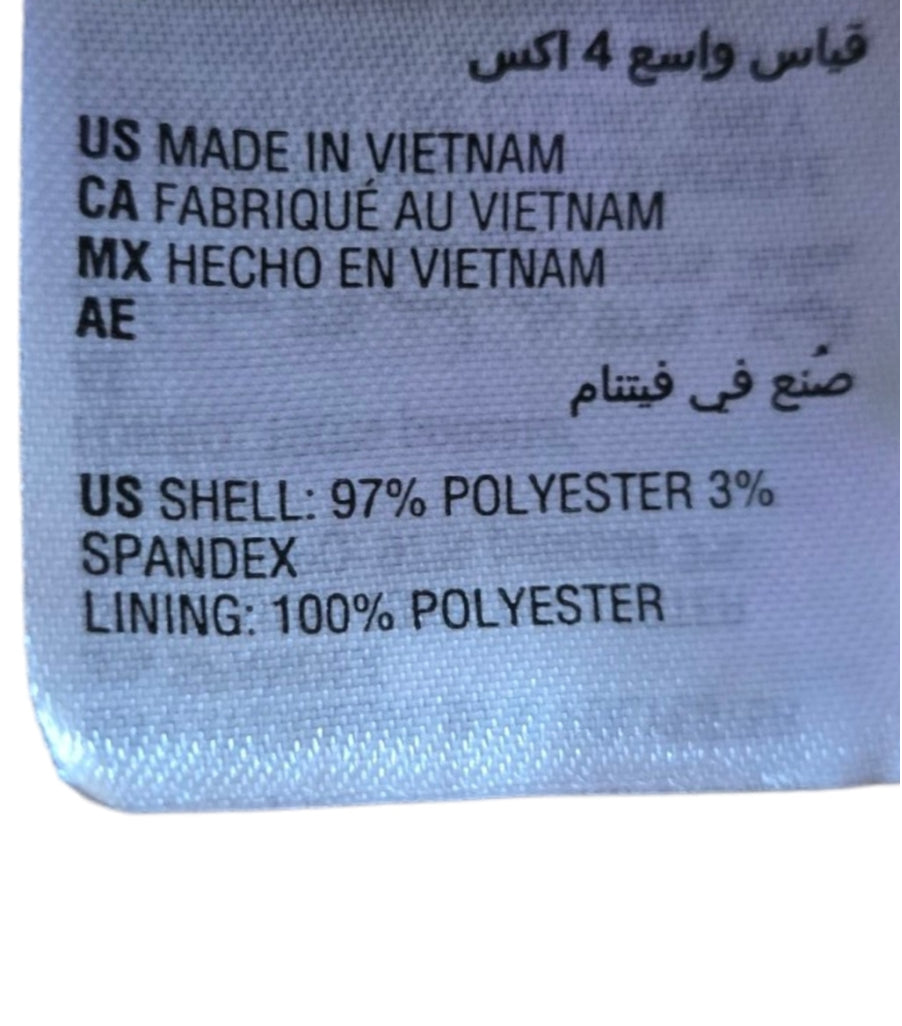 قياس واسع 4 اكس
US MADE IN VIETNAM
CA FABRIQUÉ AU VIETNAM
MX HECHO EN VIETNAM
AE
صُنع في فيتنام
US SHELL: 97% POLYESTER 3%
SPANDEX
LINING: 100% POLYESTER